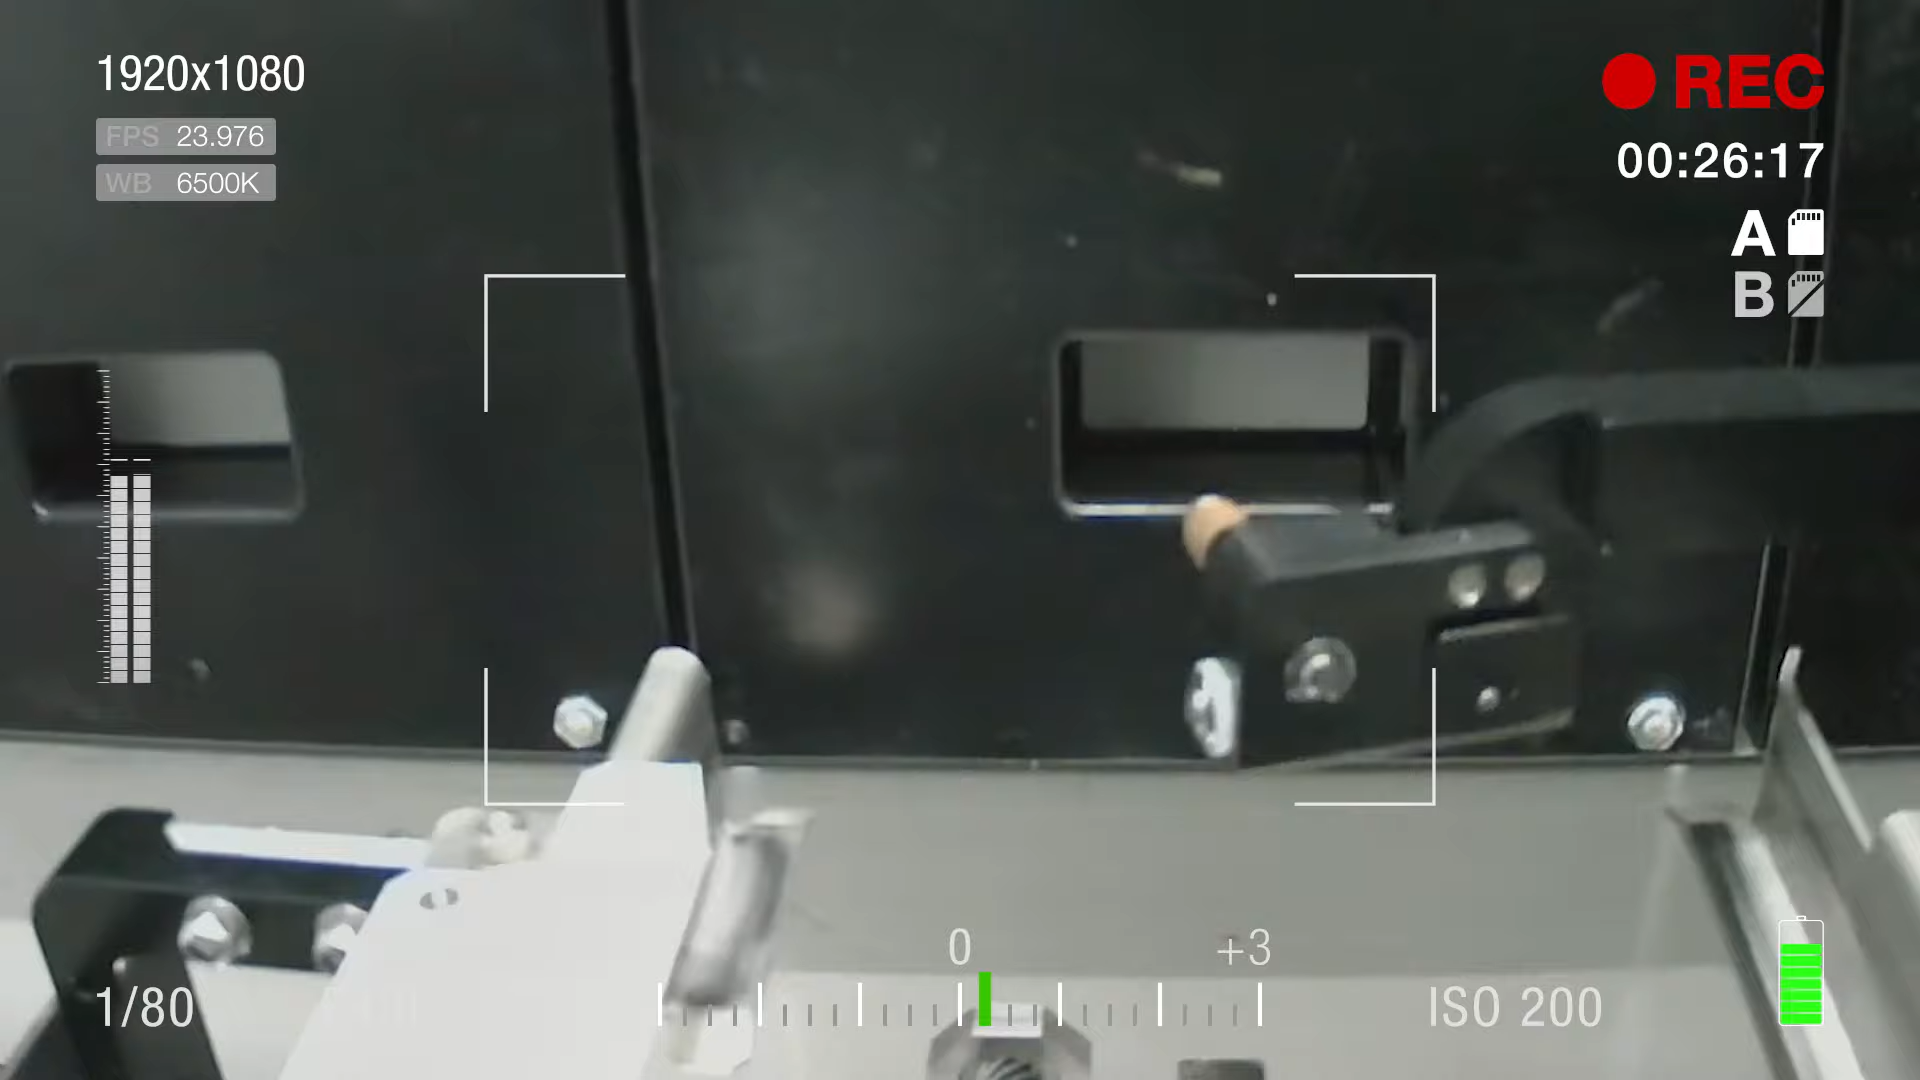 1920x1080
FPS 23.976
WB 6500K
REC
00:26:17
A
B
0 +3
1/80
ISO 200